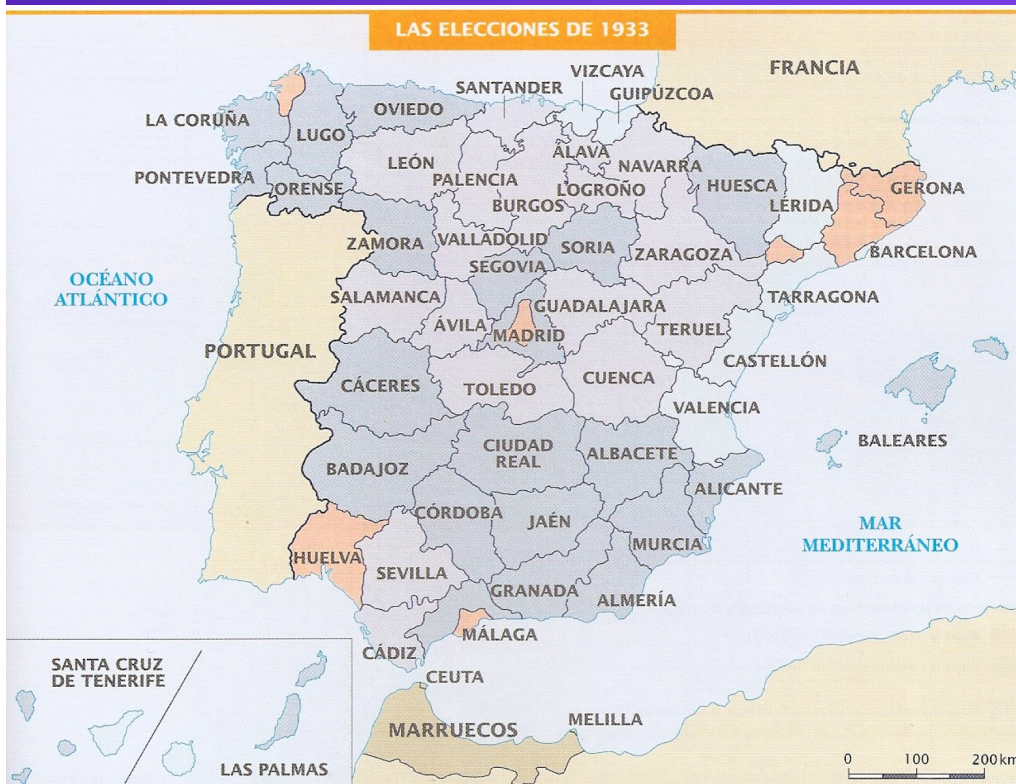 LAS ELECCIONES DE 1933
FRANCIA
VIZCAYA
SANTANDER
GUIPÚZCOA
OVIEDO
LA CORUÑA
LUGO
ÁLAVA
LEÓN
NAVARRA
PALENCIA
PONTEVEDRA
ORENSE
LOGROÑO
HUESCA
GERONA
BURGOS
LÉRIDA
ZAMORA
VALLADOLID
SORIA
ZARAGOZA
BARCELONA
SEGOVIA
OCÉANO
ATLÁNTICO
SALAMANCA
GUADALAJARA
TARRAGONA
ÁVILA
MADRID
TERUEL
PORTUGAL
CASTELLÓN
CÁCERES
TOLEDO
CUENCA
VALENCIA
BALEARES
CIUDAD
REAL
ALBACETE
BADAJOZ
ALICANTE
CÓRDOBA
JAÉN
MAR
MEDITERRÁNEO
MURCIA
HUELVA
SEVILLA
GRANADA
ALMERÍA
MÁLAGA
CÁDIZ
CEUTA
SANTA CRUZ
DE TENERIFE
MARRUECOS
MELILLA
LAS PALMAS
0 100 200 km